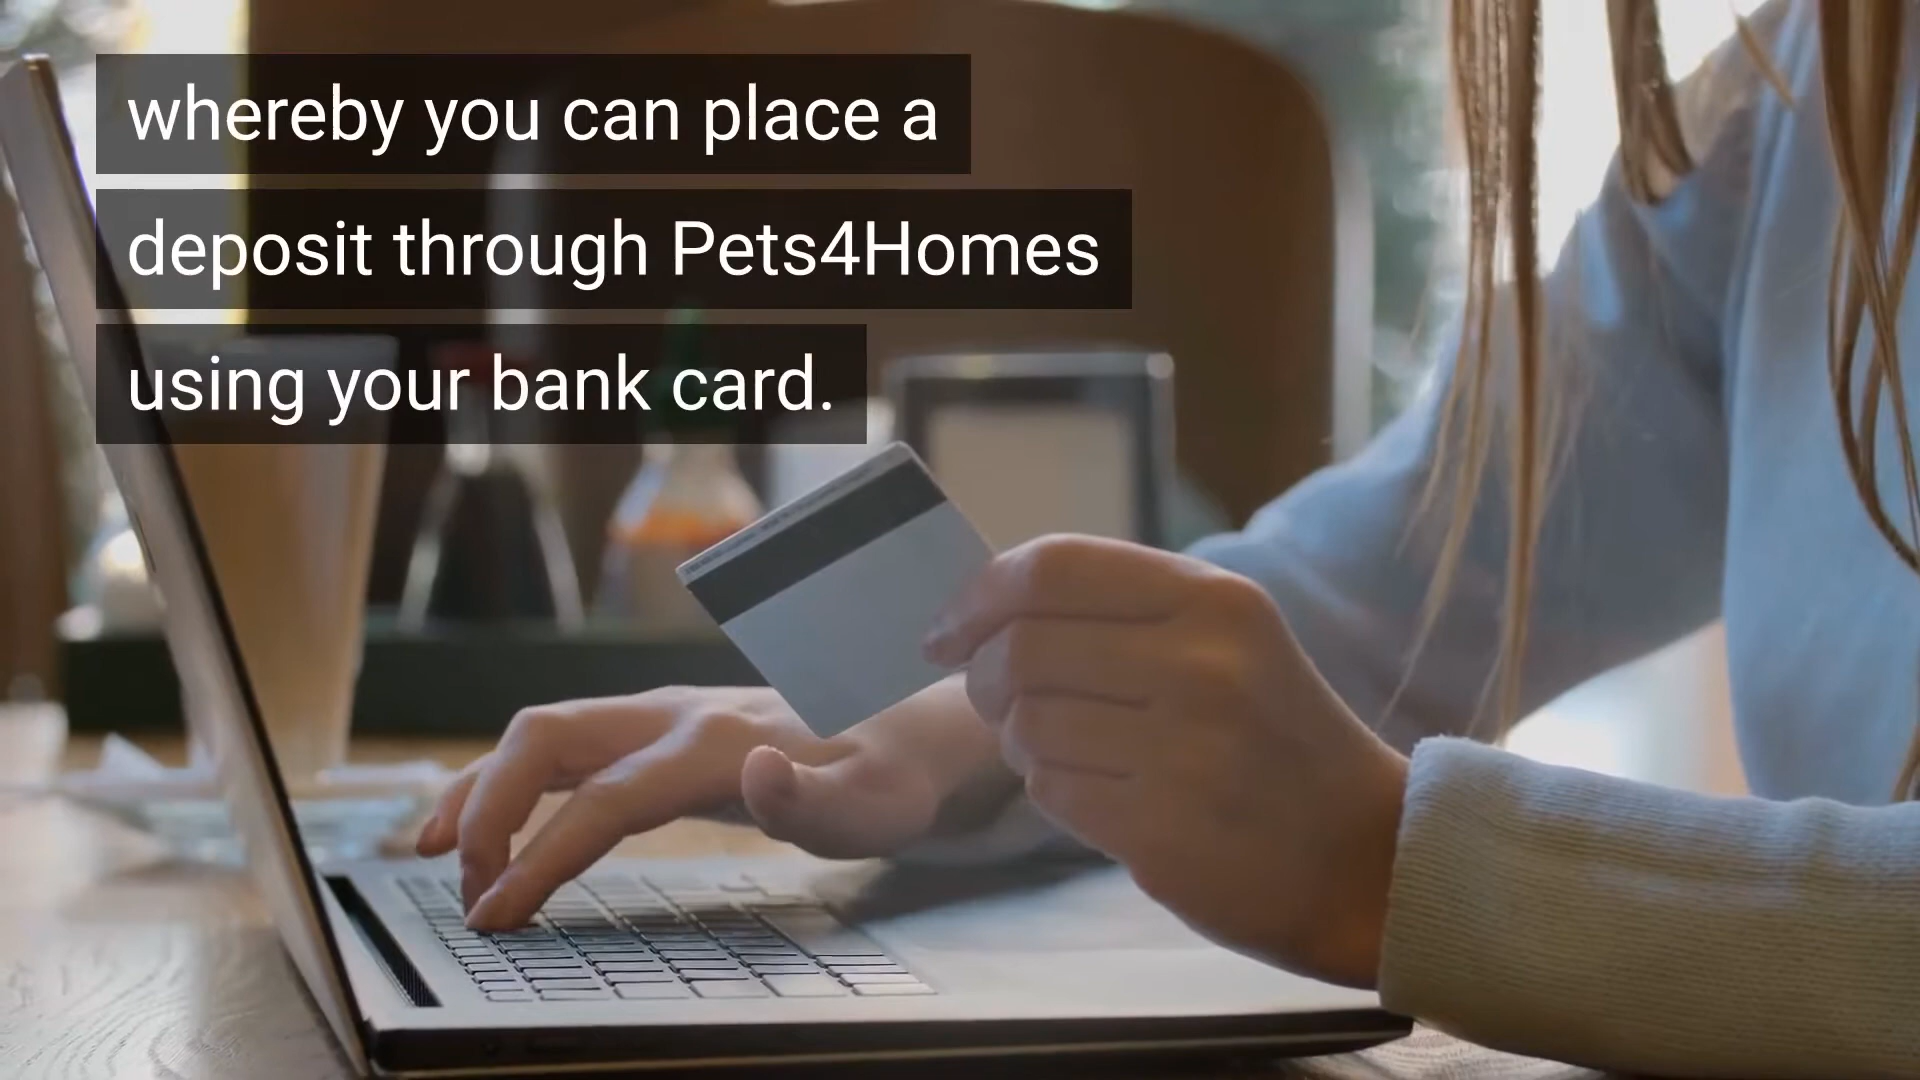 whereby you can place a
deposit through Pets4Homes
using your bank card.